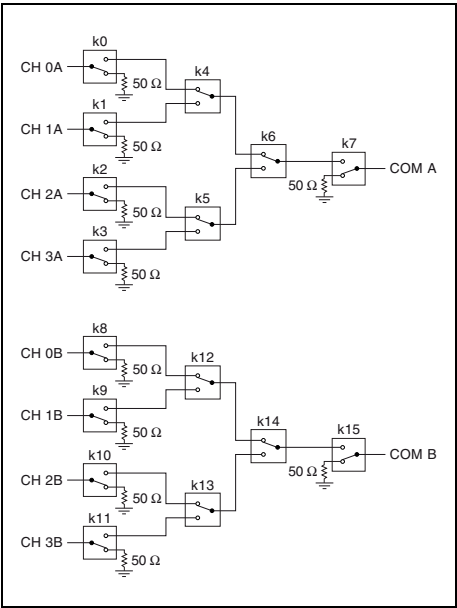 k0
CH 0A
50 Ω
k4
k1
CH 1A
50 Ω
k6
k7
COM A
50 Ω
k2
CH 2A
50 Ω
k5
k3
CH 3A
50 Ω
k8
CH 0B
50 Ω
k12
k9
CH 1B
50 Ω
k14
k15
COM B
50 Ω
k10
CH 2B
50 Ω
k13
k11
CH 3B
50 Ω